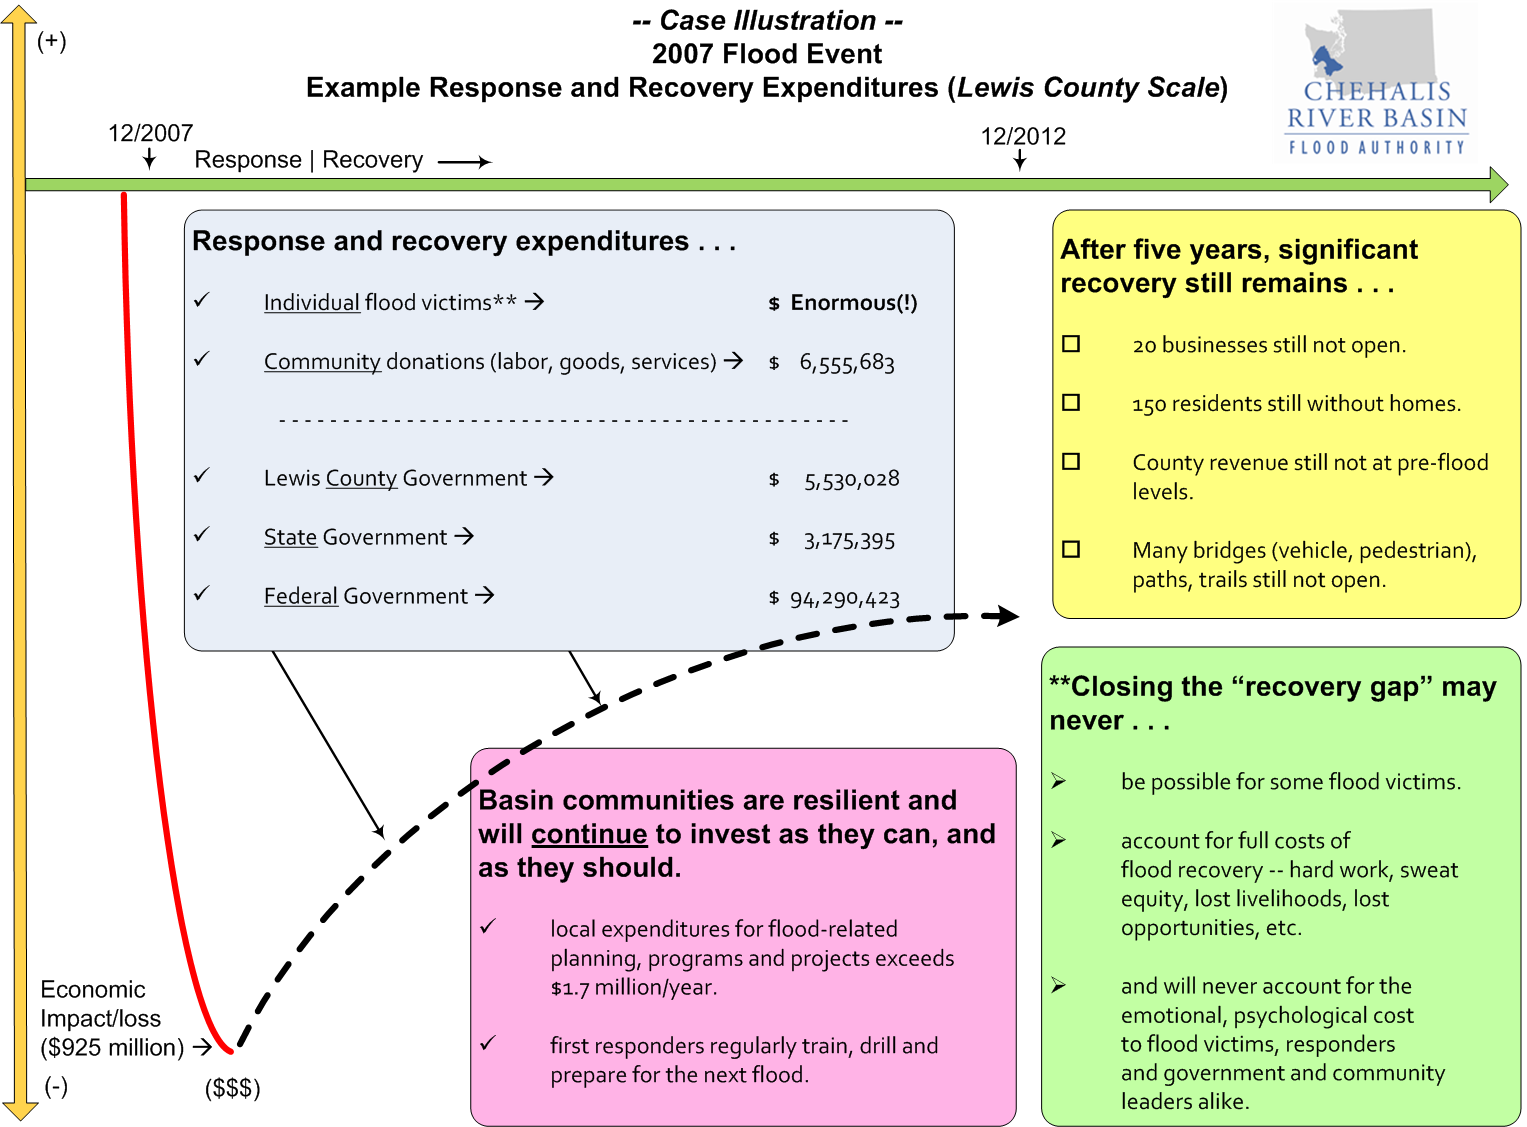 -- Case Illustration --
2007 Flood Event
Example Response and Recovery Expenditures (Lewis County Scale)
CHEHALIS
RIVER BASIN
FLOOD AUTHORITY
(+)
12/2007
Response | Recovery
12/2012
Response and recovery expenditures . . .
✓ Individual flood victims** → $ Enormous(!)
✓ Community donations (labor, goods, services) → $ 6,555,683
- - - - - - - - - - - - - - - - - - - - - - - - - - - - - - - - - - - - - - - - - - - - -
✓ Lewis County Government → $ 5,530,028
✓ State Government → $ 3,175,395
✓ Federal Government → $ 94,290,423
After five years, significant
recovery still remains . . .
□ 20 businesses still not open.
□ 150 residents still without homes.
□ County revenue still not at pre-flood
levels.
□ Many bridges (vehicle, pedestrian),
paths, trails still not open.
Basin communities are resilient and
will continue to invest as they can, and
as they should.
✓ local expenditures for flood-related
planning, programs and projects exceeds
$1.7 million/year.
✓ first responders regularly train, drill and
prepare for the next flood.
**Closing the “recovery gap” may
never . . .
➢ be possible for some flood victims.
➢ account for full costs of
flood recovery -- hard work, sweat
equity, lost livelihoods, lost
opportunities, etc.
➢ and will never account for the
emotional, psychological cost
to flood victims, responders
and government and community
leaders alike.
Economic
Impact/loss
($925 million) →
(-)
($$$)